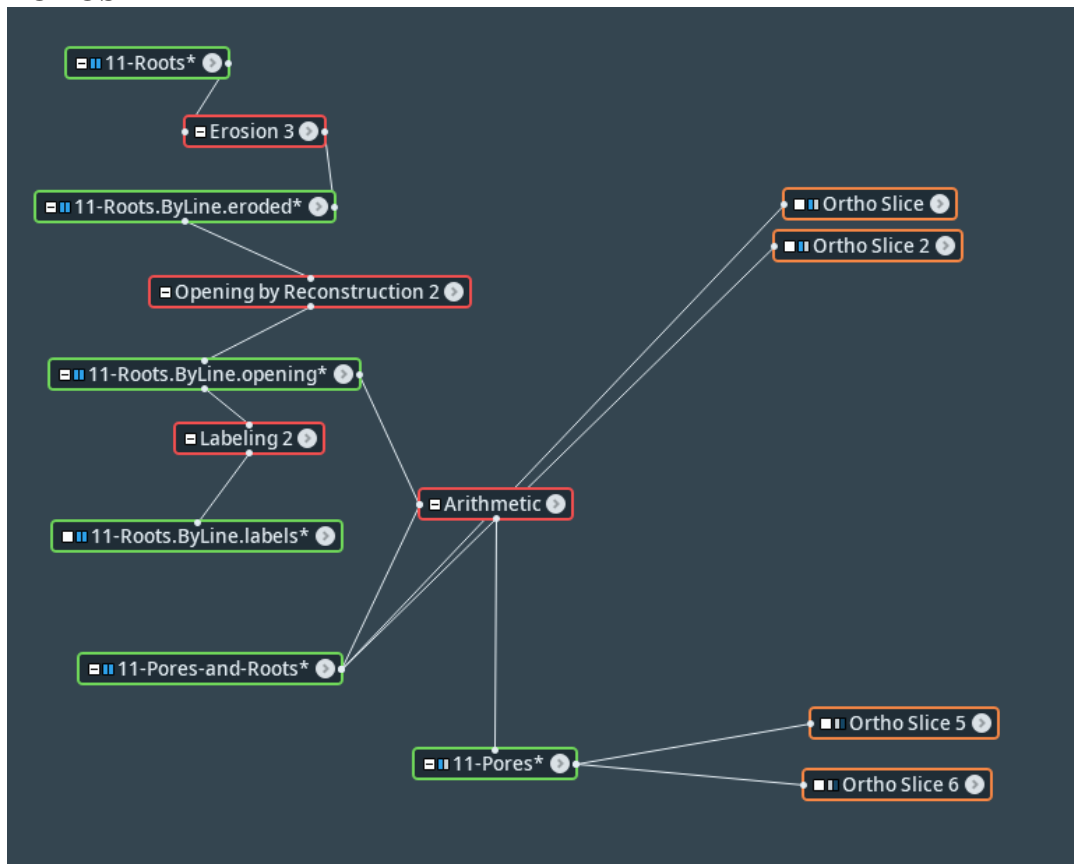 11-Roots*
Erosion 3
11-Roots.ByLine.eroded*
Ortho Slice
Ortho Slice 2
Opening by Reconstruction 2
11-Roots.ByLine.opening*
Labeling 2
Arithmetic
11-Roots.ByLine.labels*
11-Pores-and-Roots*
Ortho Slice 5
11-Pores*
Ortho Slice 6